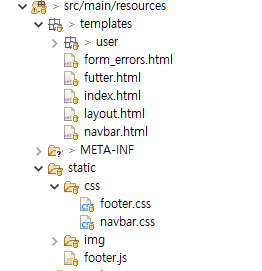 > src/main/resources
> templates
> user
form_errors.html
futter.html
index.html
layout.html
navbar.html
> META-INF
static
css
footer.css
navbar.css
img
footer.js